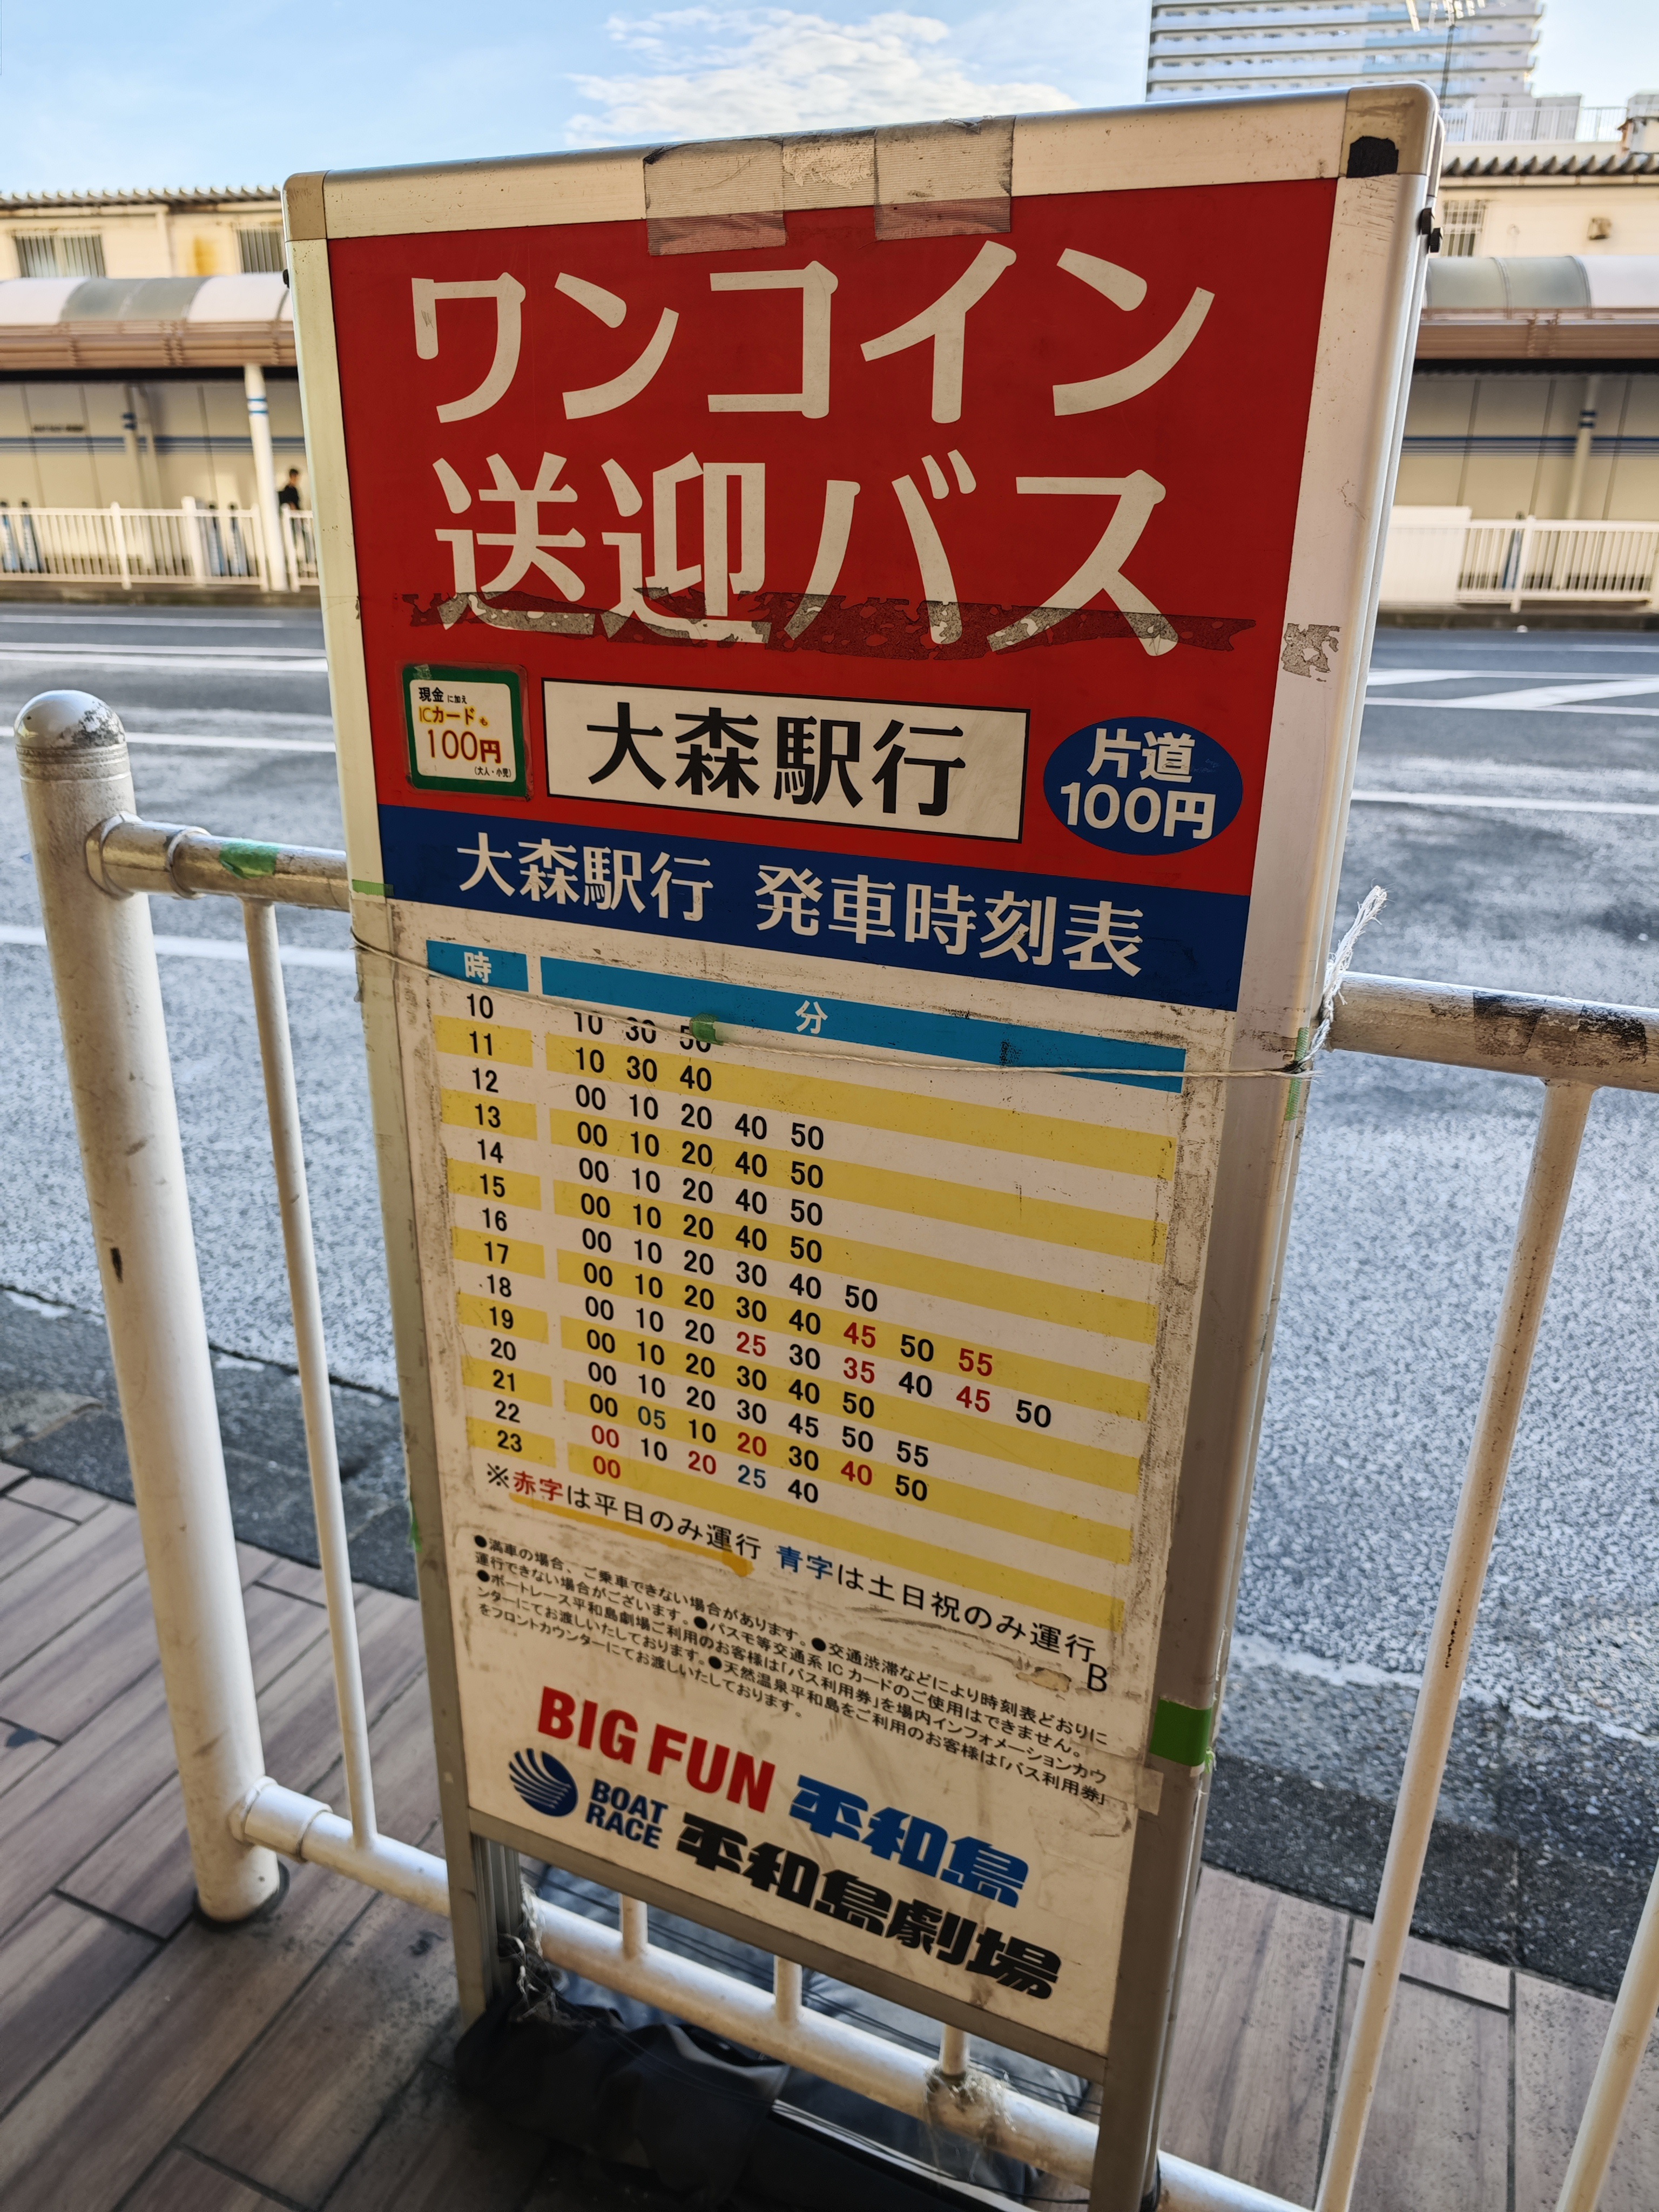 ワンコイン
送迎バス
現金に加え
ICカードも
100円
(大人・小児)
大森駅行
片道
100円
大森駅行 発車時刻表
時 分
10 10 30 50
11 10 30 40
12 00 10 20 40 50
13 00 10 20 40 50
14 00 10 20 40 50
15 00 10 20 40 50
16 00 10 20 30 40 50
17 00 10 20 30 40 45 50 55
18 00 10 20 25 30 35 40 45 50
19 00 10 20 30 40 50
20 00 10 20 30 45 50 55
21 00 05 10 20 30 40 50
22 00 10 20 25 40
23 00
※赤字は平日のみ運行 青字は土日祝のみ運行
B
●満車の場合、ご乗車できない場合があります。●交通渋滞などにより時刻表どおりに
運行できない場合がございます。●パスモ等交通系ICカードのご使用はできません。
●ボートレース平和島劇場ご利用のお客様は「バス利用券」を場内インフォメーションカウ
ンターにてお渡しいたしております。●天然温泉平和島をご利用のお客様は「バス利用券」
をフロントカウンターにてお渡しいたしております。
BIG FUN 平和島
BOAT
RACE 平和島劇場